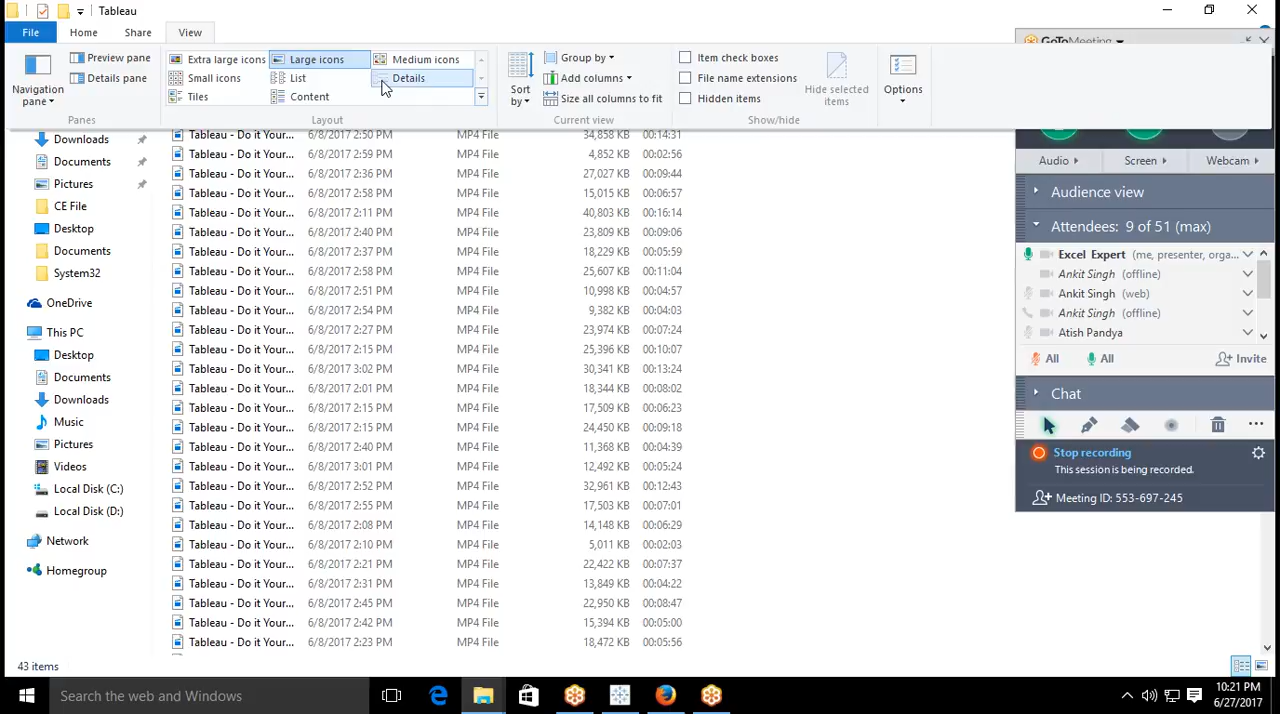 Tableau
File Home Share View
Navigation pane
Preview pane
Details pane
Panes
Extra large icons Large icons Medium icons
Small icons List Details
Tiles Content
Layout
Sort by
Group by
Add columns
Size all columns to fit
Current view
Item check boxes
File name extensions
Hidden items
Hide selected items
Show/hide
Options
Downloads
Documents
Pictures
CE File
Desktop
Documents
System32
OneDrive
This PC
Desktop
Documents
Downloads
Music
Pictures
Videos
Local Disk (C:)
Local Disk (D:)
Network
Homegroup
Tableau - Do it Your... 6/8/2017 2:50 PM MP4 File 34,858 KB 00:14:31
Tableau - Do it Your... 6/8/2017 2:59 PM MP4 File 4,852 KB 00:02:56
Tableau - Do it Your... 6/8/2017 2:36 PM MP4 File 27,027 KB 00:09:44
Tableau - Do it Your... 6/8/2017 2:58 PM MP4 File 15,015 KB 00:06:57
Tableau - Do it Your... 6/8/2017 2:11 PM MP4 File 40,803 KB 00:16:14
Tableau - Do it Your... 6/8/2017 2:40 PM MP4 File 23,809 KB 00:09:06
Tableau - Do it Your... 6/8/2017 2:37 PM MP4 File 18,229 KB 00:05:59
Tableau - Do it Your... 6/8/2017 2:58 PM MP4 File 25,607 KB 00:11:04
Tableau - Do it Your... 6/8/2017 2:51 PM MP4 File 10,998 KB 00:04:57
Tableau - Do it Your... 6/8/2017 2:54 PM MP4 File 9,382 KB 00:04:03
Tableau - Do it Your... 6/8/2017 2:27 PM MP4 File 23,974 KB 00:07:24
Tableau - Do it Your... 6/8/2017 2:15 PM MP4 File 25,396 KB 00:10:07
Tableau - Do it Your... 6/8/2017 3:02 PM MP4 File 30,341 KB 00:13:24
Tableau - Do it Your... 6/8/2017 2:01 PM MP4 File 18,344 KB 00:08:02
Tableau - Do it Your... 6/8/2017 2:15 PM MP4 File 17,509 KB 00:06:23
Tableau - Do it Your... 6/8/2017 2:15 PM MP4 File 24,450 KB 00:09:18
Tableau - Do it Your... 6/8/2017 2:40 PM MP4 File 11,368 KB 00:04:39
Tableau - Do it Your... 6/8/2017 3:01 PM MP4 File 12,492 KB 00:05:24
Tableau - Do it Your... 6/8/2017 2:52 PM MP4 File 32,961 KB 00:12:43
Tableau - Do it Your... 6/8/2017 2:55 PM MP4 File 17,503 KB 00:07:01
Tableau - Do it Your... 6/8/2017 2:08 PM MP4 File 14,148 KB 00:06:29
Tableau - Do it Your... 6/8/2017 2:10 PM MP4 File 5,011 KB 00:02:03
Tableau - Do it Your... 6/8/2017 2:21 PM MP4 File 22,422 KB 00:07:37
Tableau - Do it Your... 6/8/2017 2:31 PM MP4 File 13,849 KB 00:04:22
Tableau - Do it Your... 6/8/2017 2:45 PM MP4 File 22,950 KB 00:08:47
Tableau - Do it Your... 6/8/2017 2:42 PM MP4 File 15,394 KB 00:05:00
Tableau - Do it Your... 6/8/2017 2:23 PM MP4 File 18,472 KB 00:05:56
43 items
GoToMeeting
Audio Screen Webcam
Audience view
Attendees: 9 of 51 (max)
Excel Expert (me, presenter, orga...
Ankit Singh (offline)
Ankit Singh (web)
Ankit Singh (offline)
Atish Pandya
All All Invite
Chat
Stop recording
This session is being recorded.
Meeting ID: 553-697-245
Search the web and Windows
10:21 PM
6/27/2017